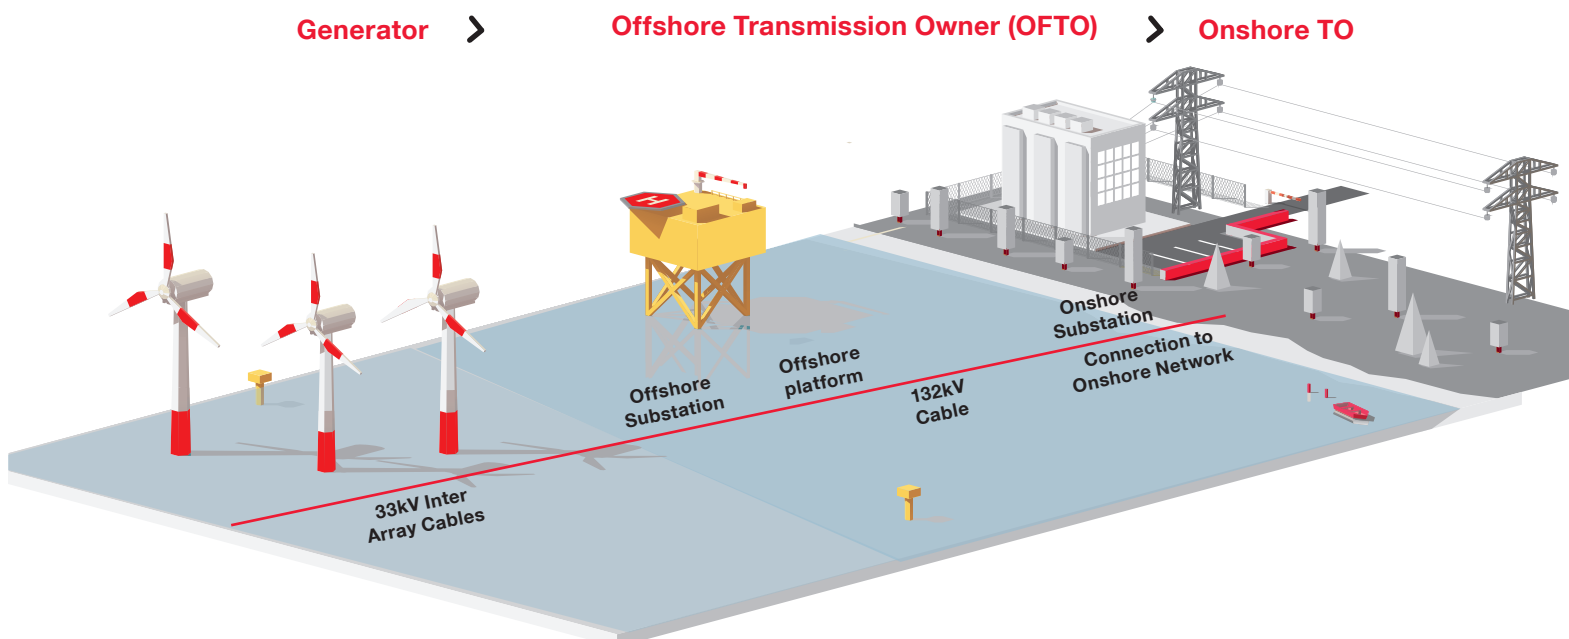 Generator > Offshore Transmission Owner (OFTO) > Onshore TO
H
Onshore
Substation
Connection to
Onshore Network
Offshore
platform
132kV
Cable
Offshore
Substation
33kV Inter
Array Cables